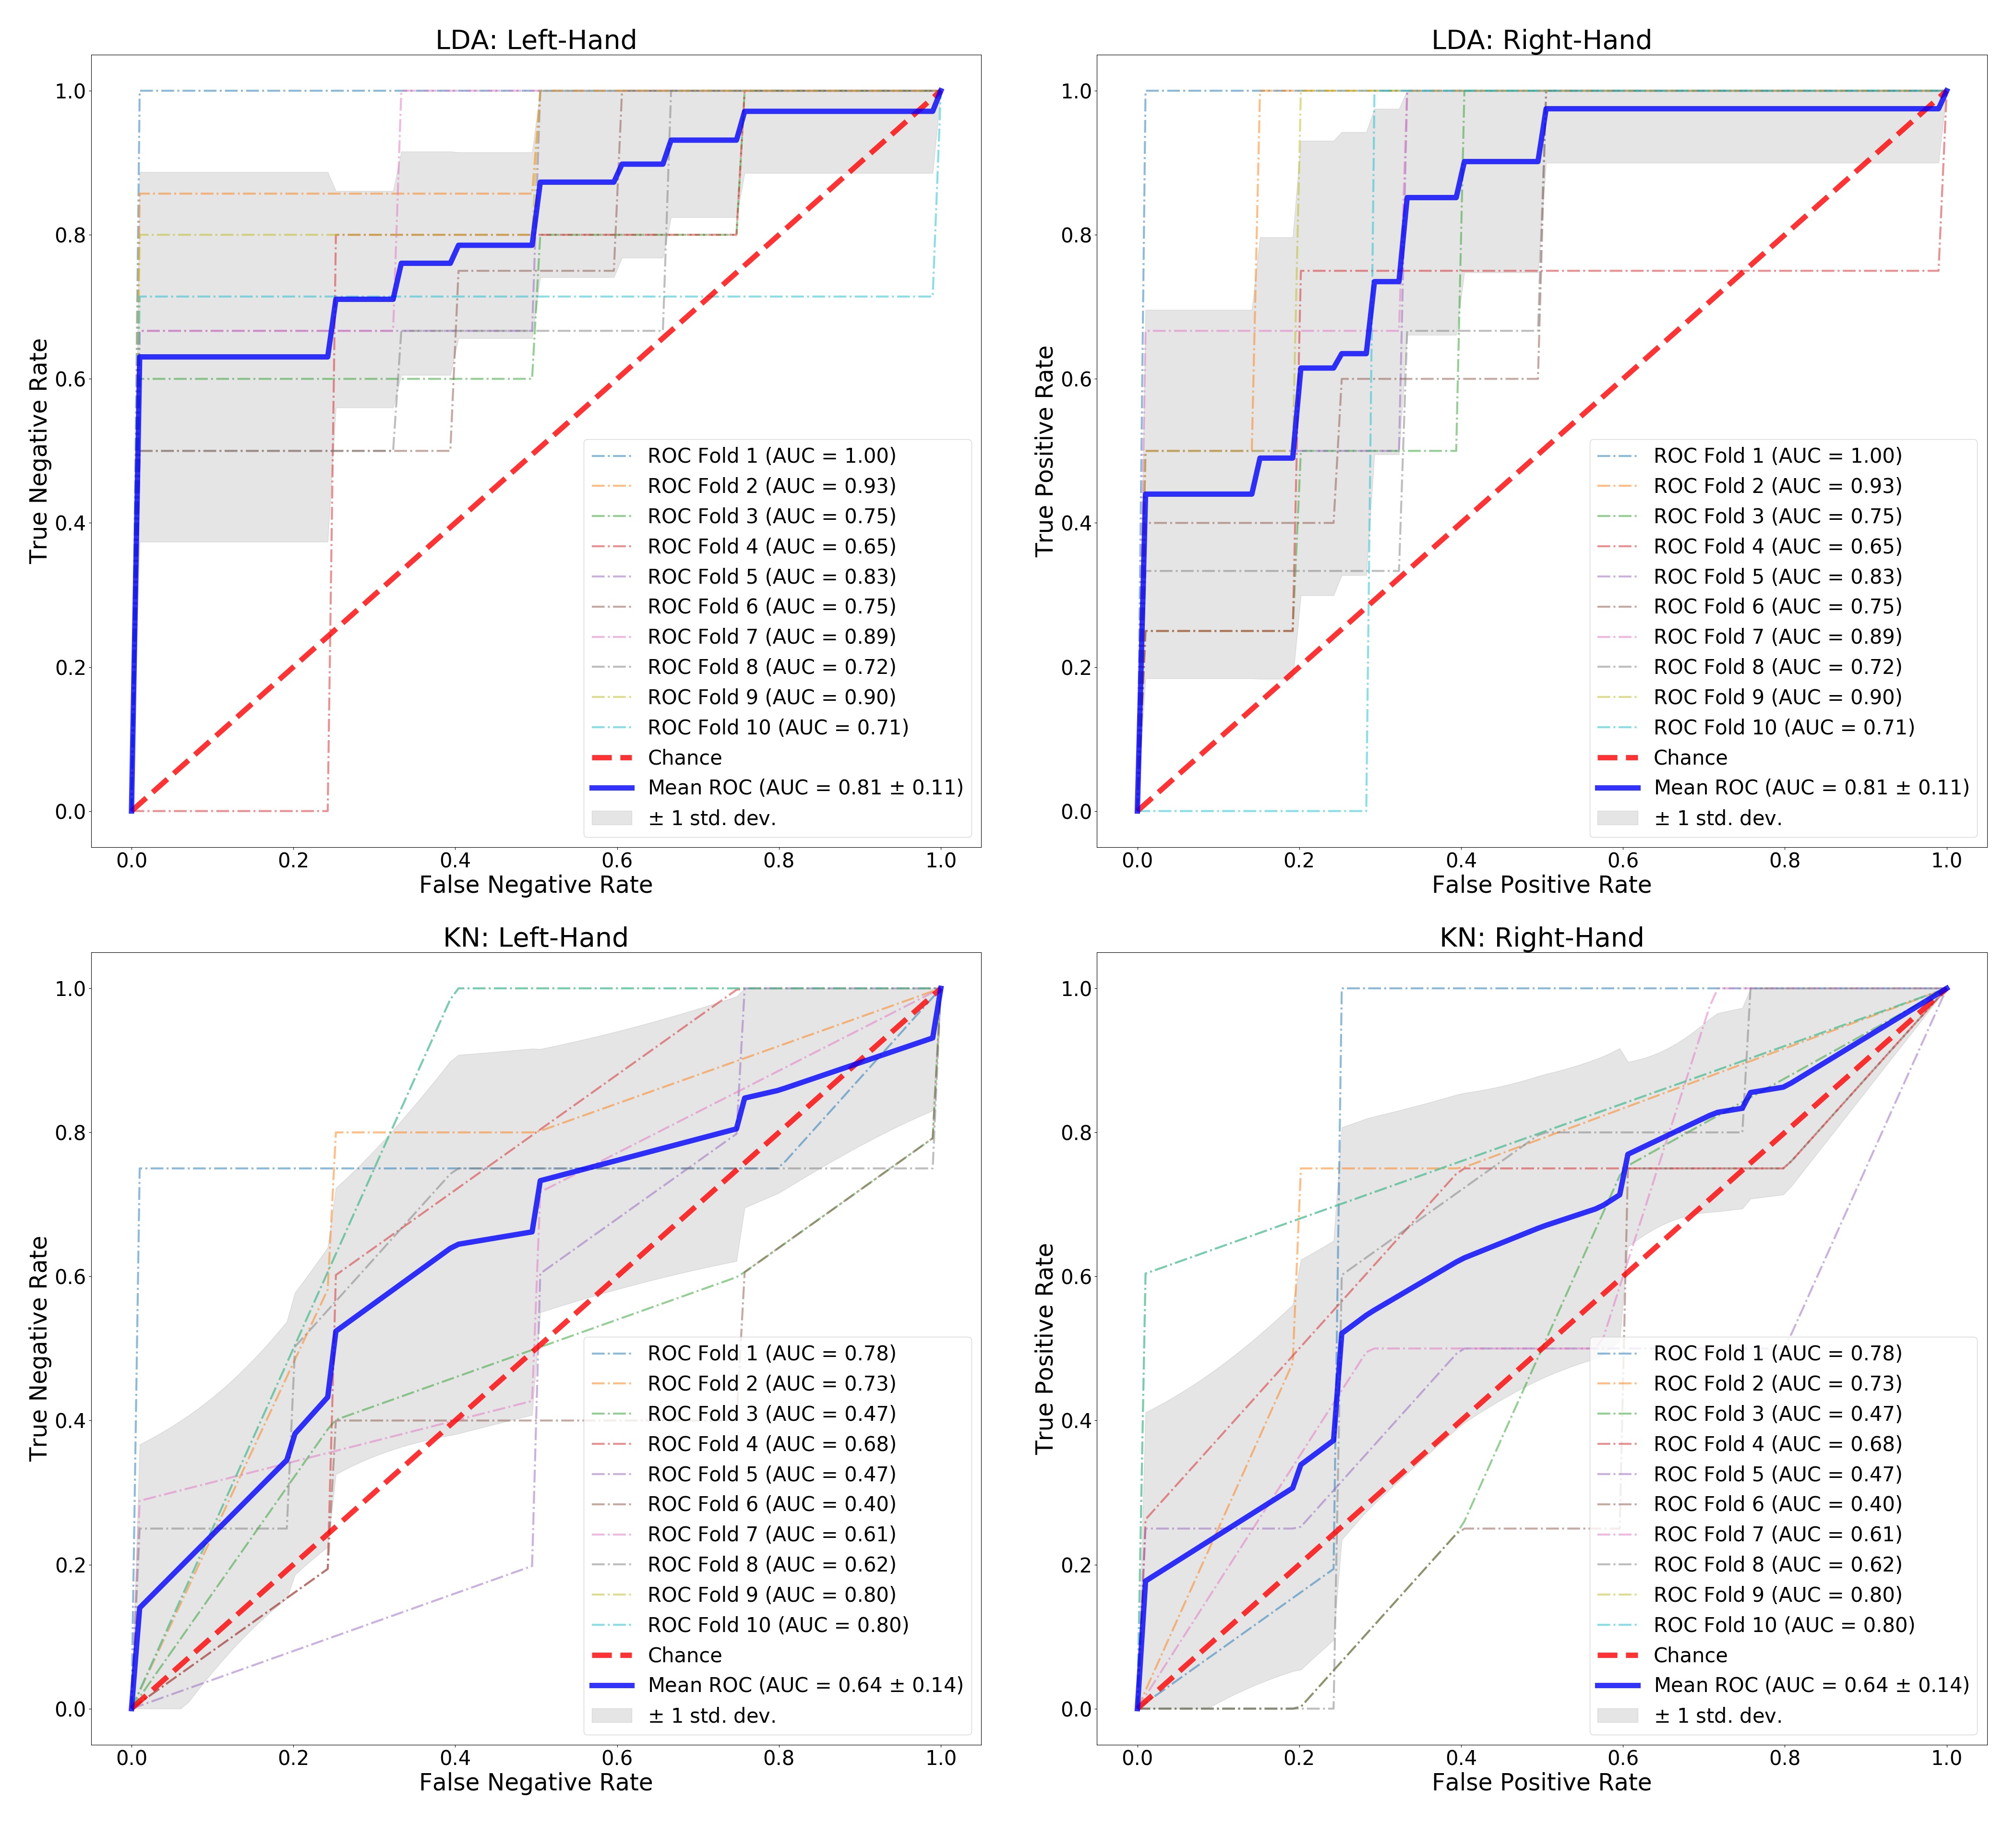 LDA: Left-Hand
True Negative Rate
1.0
0.8
0.6
0.4
0.2
0.0
0.0 0.2 0.4 0.6 0.8 1.0
False Negative Rate
ROC Fold 1 (AUC = 1.00)
ROC Fold 2 (AUC = 0.93)
ROC Fold 3 (AUC = 0.75)
ROC Fold 4 (AUC = 0.65)
ROC Fold 5 (AUC = 0.83)
ROC Fold 6 (AUC = 0.75)
ROC Fold 7 (AUC = 0.89)
ROC Fold 8 (AUC = 0.72)
ROC Fold 9 (AUC = 0.90)
ROC Fold 10 (AUC = 0.71)
Chance
Mean ROC (AUC = 0.81 ± 0.11)
± 1 std. dev.
LDA: Right-Hand
True Positive Rate
1.0
0.8
0.6
0.4
0.2
0.0
0.0 0.2 0.4 0.6 0.8 1.0
False Positive Rate
ROC Fold 1 (AUC = 1.00)
ROC Fold 2 (AUC = 0.93)
ROC Fold 3 (AUC = 0.75)
ROC Fold 4 (AUC = 0.65)
ROC Fold 5 (AUC = 0.83)
ROC Fold 6 (AUC = 0.75)
ROC Fold 7 (AUC = 0.89)
ROC Fold 8 (AUC = 0.72)
ROC Fold 9 (AUC = 0.90)
ROC Fold 10 (AUC = 0.71)
Chance
Mean ROC (AUC = 0.81 ± 0.11)
± 1 std. dev.
KN: Left-Hand
True Negative Rate
1.0
0.8
0.6
0.4
0.2
0.0
0.0 0.2 0.4 0.6 0.8 1.0
False Negative Rate
ROC Fold 1 (AUC = 0.78)
ROC Fold 2 (AUC = 0.73)
ROC Fold 3 (AUC = 0.47)
ROC Fold 4 (AUC = 0.68)
ROC Fold 5 (AUC = 0.47)
ROC Fold 6 (AUC = 0.40)
ROC Fold 7 (AUC = 0.61)
ROC Fold 8 (AUC = 0.62)
ROC Fold 9 (AUC = 0.80)
ROC Fold 10 (AUC = 0.80)
Chance
Mean ROC (AUC = 0.64 ± 0.14)
± 1 std. dev.
KN: Right-Hand
True Positive Rate
1.0
0.8
0.6
0.4
0.2
0.0
0.0 0.2 0.4 0.6 0.8 1.0
False Positive Rate
ROC Fold 1 (AUC = 0.78)
ROC Fold 2 (AUC = 0.73)
ROC Fold 3 (AUC = 0.47)
ROC Fold 4 (AUC = 0.68)
ROC Fold 5 (AUC = 0.47)
ROC Fold 6 (AUC = 0.40)
ROC Fold 7 (AUC = 0.61)
ROC Fold 8 (AUC = 0.62)
ROC Fold 9 (AUC = 0.80)
ROC Fold 10 (AUC = 0.80)
Chance
Mean ROC (AUC = 0.64 ± 0.14)
± 1 std. dev.